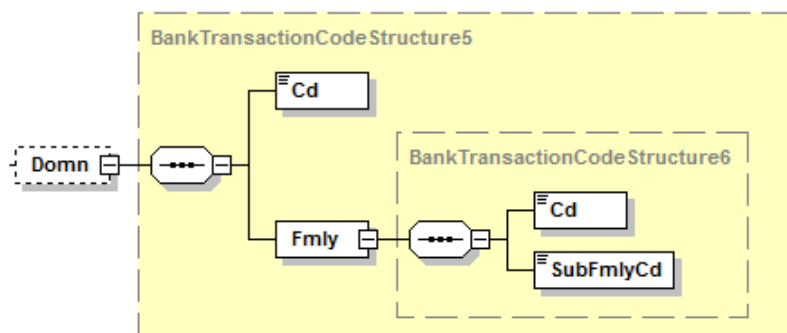 BankTransactionCodeStructure5
Cd
Domn
BankTransactionCodeStructure6
Cd
Fmly
SubFmlyCd